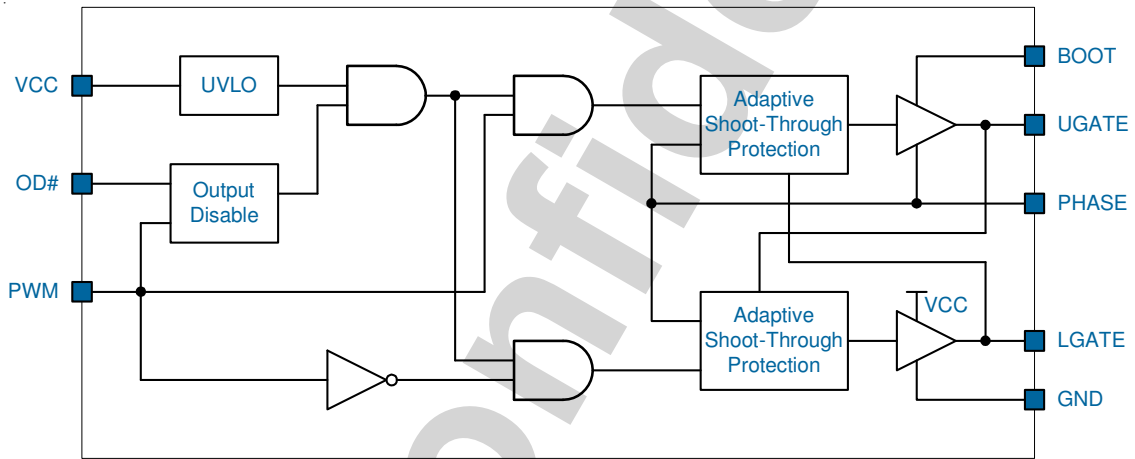 VCC
UVLO
OD#
Output
Disable
PWM
Adaptive
Shoot-Through
Protection
BOOT
UGATE
PHASE
Adaptive
Shoot-Through
Protection
VCC
LGATE
GND
onfide